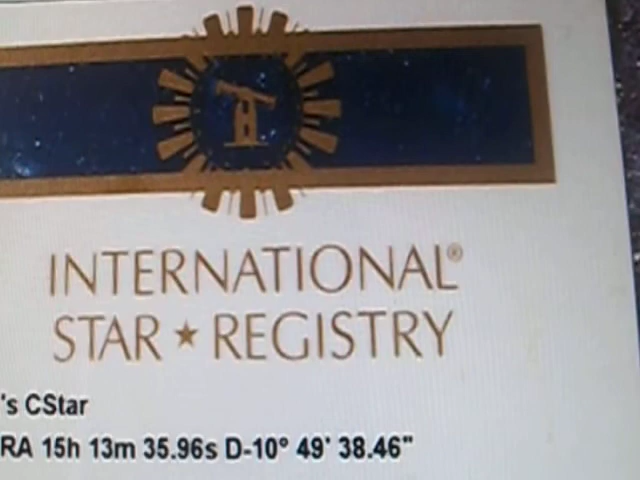 INTERNATIONAL®
STAR ★ REGISTRY
's CStar
RA 15h 13m 35.96s D-10° 49' 38.46"